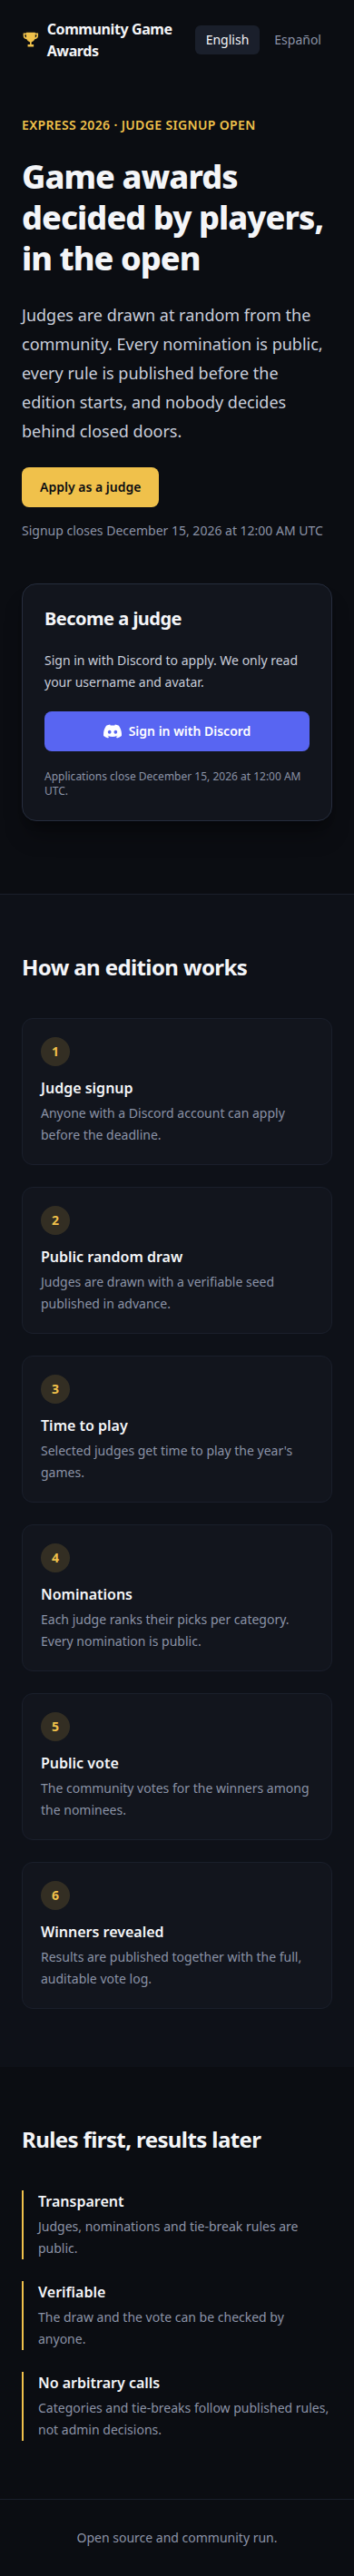 Community Game
Awards
English
Español
EXPRESS 2026 · JUDGE SIGNUP OPEN
Game awards
decided by players,
in the open
Judges are drawn at random from the
community. Every nomination is public,
every rule is published before the
edition starts, and nobody decides
behind closed doors.
Apply as a judge
Signup closes December 15, 2026 at 12:00 AM UTC
Become a judge
Sign in with Discord to apply. We only read
your username and avatar.
Sign in with Discord
Applications close December 15, 2026 at 12:00 AM
UTC.
How an edition works
1
Judge signup
Anyone with a Discord account can apply
before the deadline.
2
Public random draw
Judges are drawn with a verifiable seed
published in advance.
3
Time to play
Selected judges get time to play the year's
games.
4
Nominations
Each judge ranks their picks per category.
Every nomination is public.
5
Public vote
The community votes for the winners among
the nominees.
6
Winners revealed
Results are published together with the full,
auditable vote log.
Rules first, results later
Transparent
Judges, nominations and tie-break rules are
public.
Verifiable
The draw and the vote can be checked by
anyone.
No arbitrary calls
Categories and tie-breaks follow published rules,
not admin decisions.
Open source and community run.